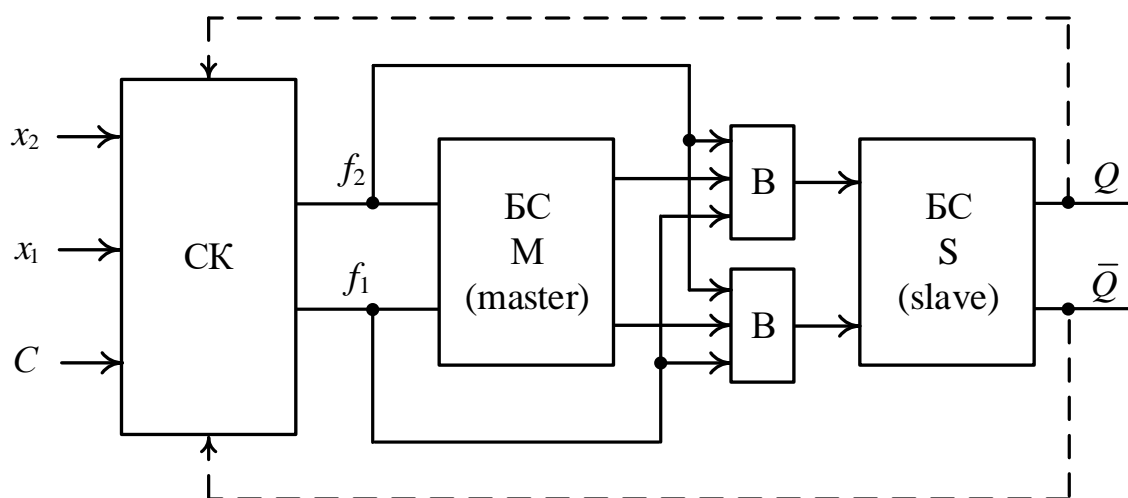 x₂
x₁
C
СК
f₂
f₁
БС
М
(master)
В
В
БС
S
(slave)
Q
Q̅